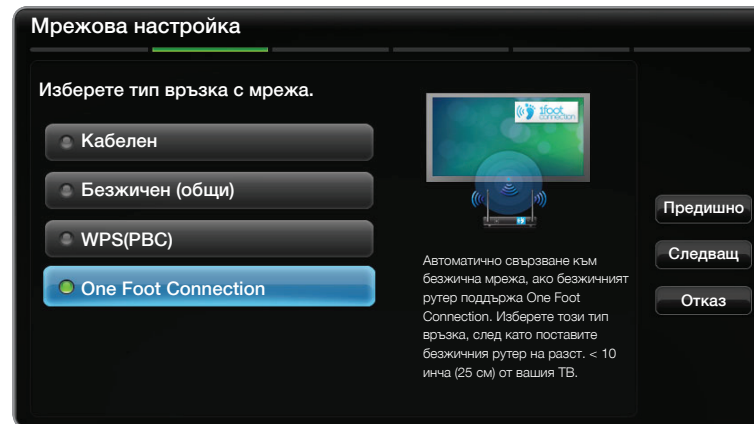 Мрежова настройка
Изберете тип връзка с мрежа.
Кабелен
Безжичен (общи)
WPS(PBC)
One Foot Connection
1foot
connection
Автоматично свързване към
безжична мрежа, ако безжичният
рутер поддържа One Foot
Connection. Изберете този тип
връзка, след като поставите
безжичния рутер на разст. < 10
инча (25 см) от вашия ТВ.
Предишно
Следващ
Отказ